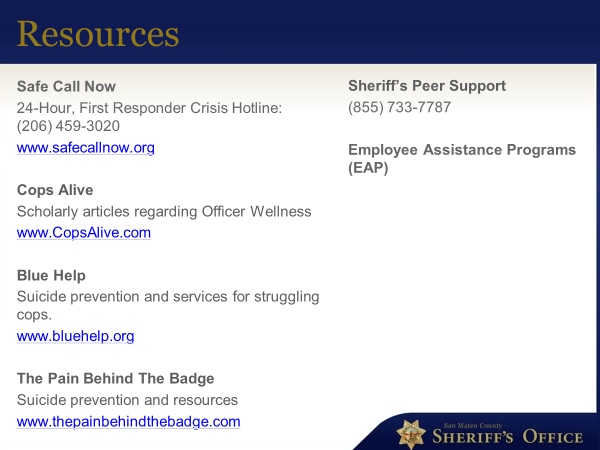 Resources
Safe Call Now
24-Hour, First Responder Crisis Hotline:
(206) 459-3020
www.safecallnow.org
Cops Alive
Scholarly articles regarding Officer Wellness
www.CopsAlive.com
Blue Help
Suicide prevention and services for struggling
cops.
www.bluehelp.org
The Pain Behind The Badge
Suicide prevention and resources
www.thepainbehindthebadge.com
Sheriff's Peer Support
(855) 733-7787
Employee Assistance Programs
(EAP)
San Mateo County
SHERIFF'S OFFICE